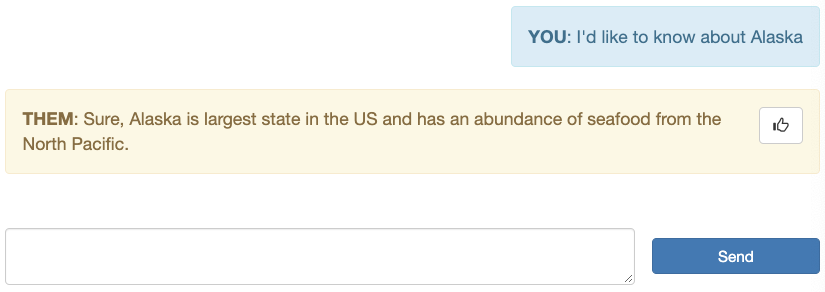 YOU: I'd like to know about Alaska
THEM: Sure, Alaska is largest state in the US and has an abundance of seafood from the
North Pacific.
Send